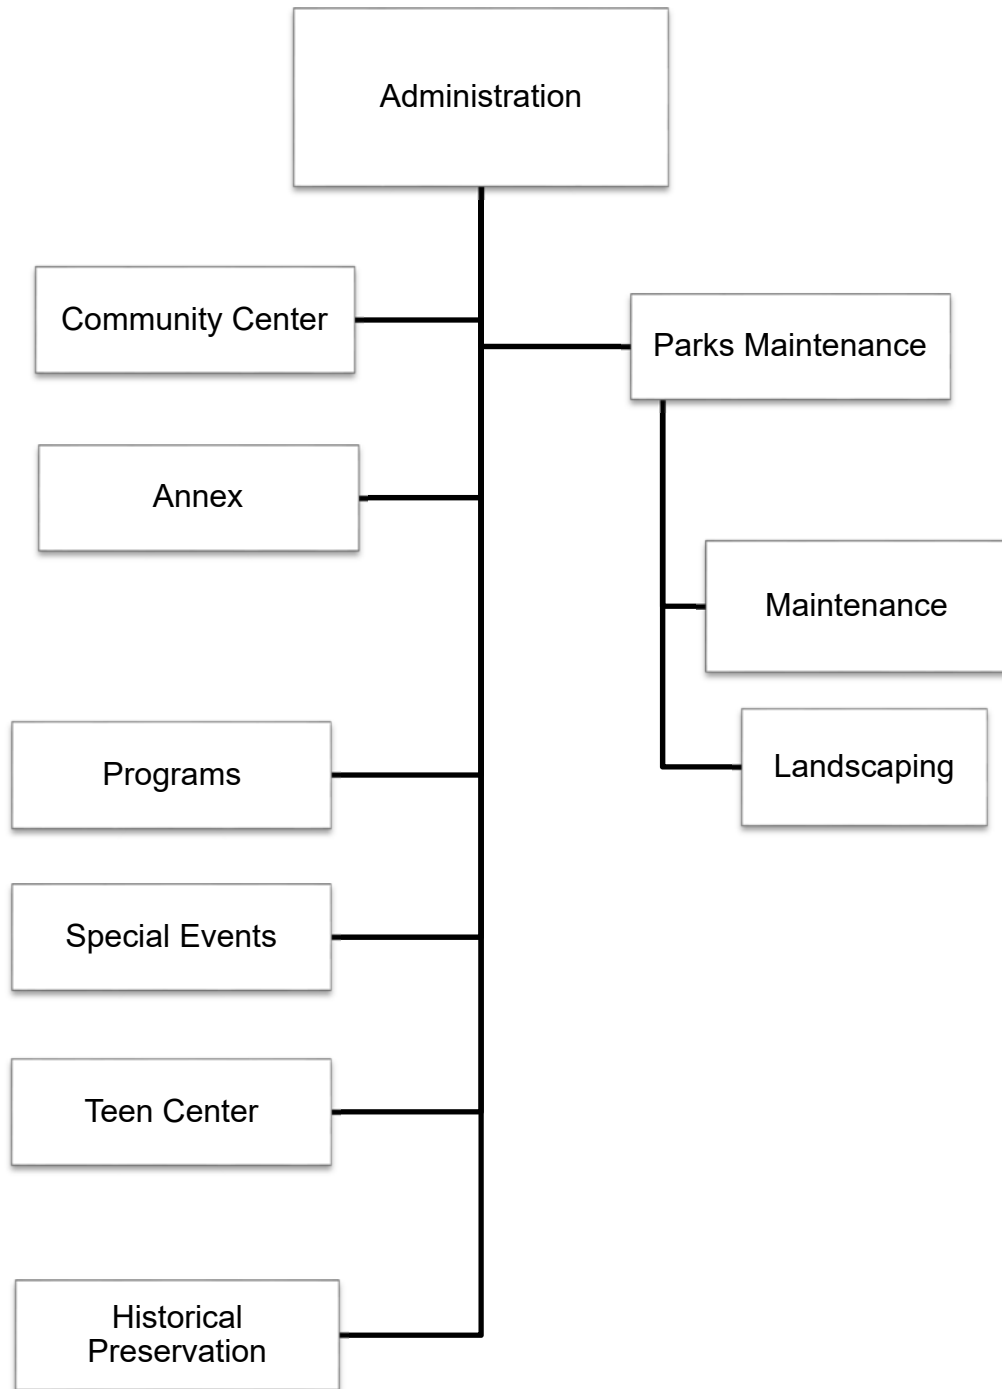 Administration
Community Center
Parks Maintenance
Annex
Maintenance
Landscaping
Programs
Special Events
Teen Center
Historical
Preservation